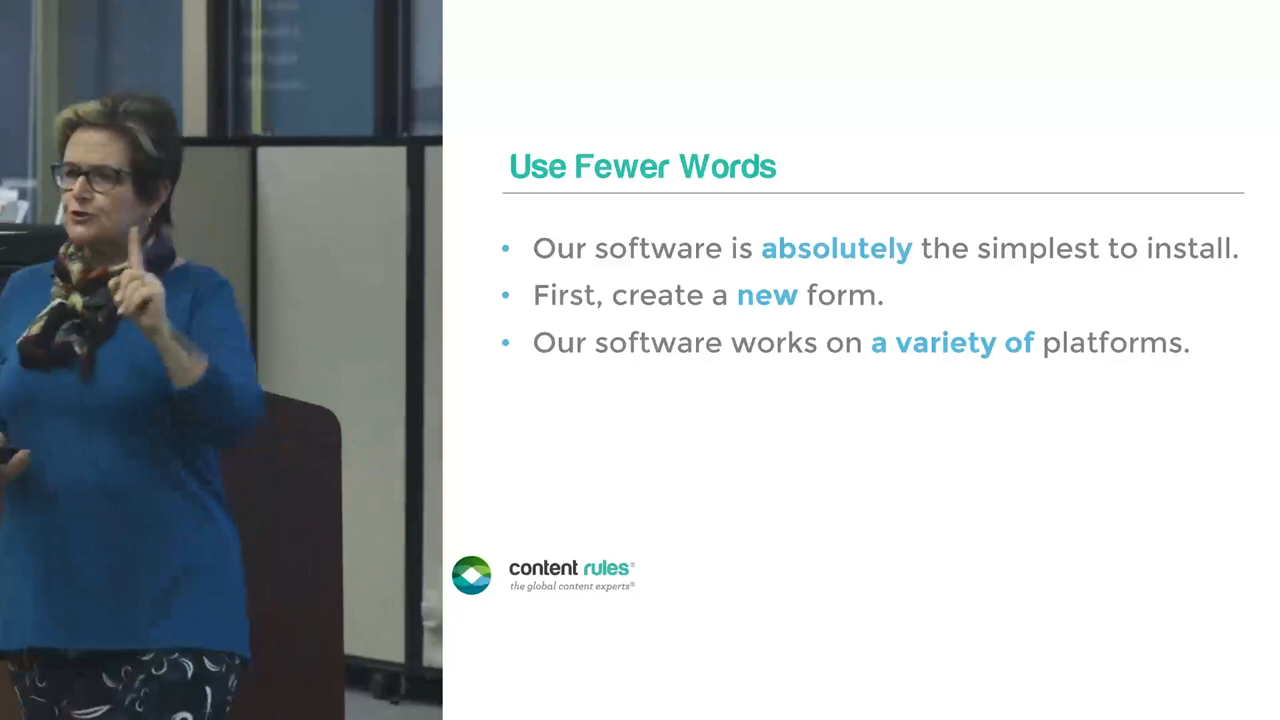 Use Fewer Words
• Our software is absolutely the simplest to install.
• First, create a new form.
• Our software works on a variety of platforms.
content rules®
the global content experts®